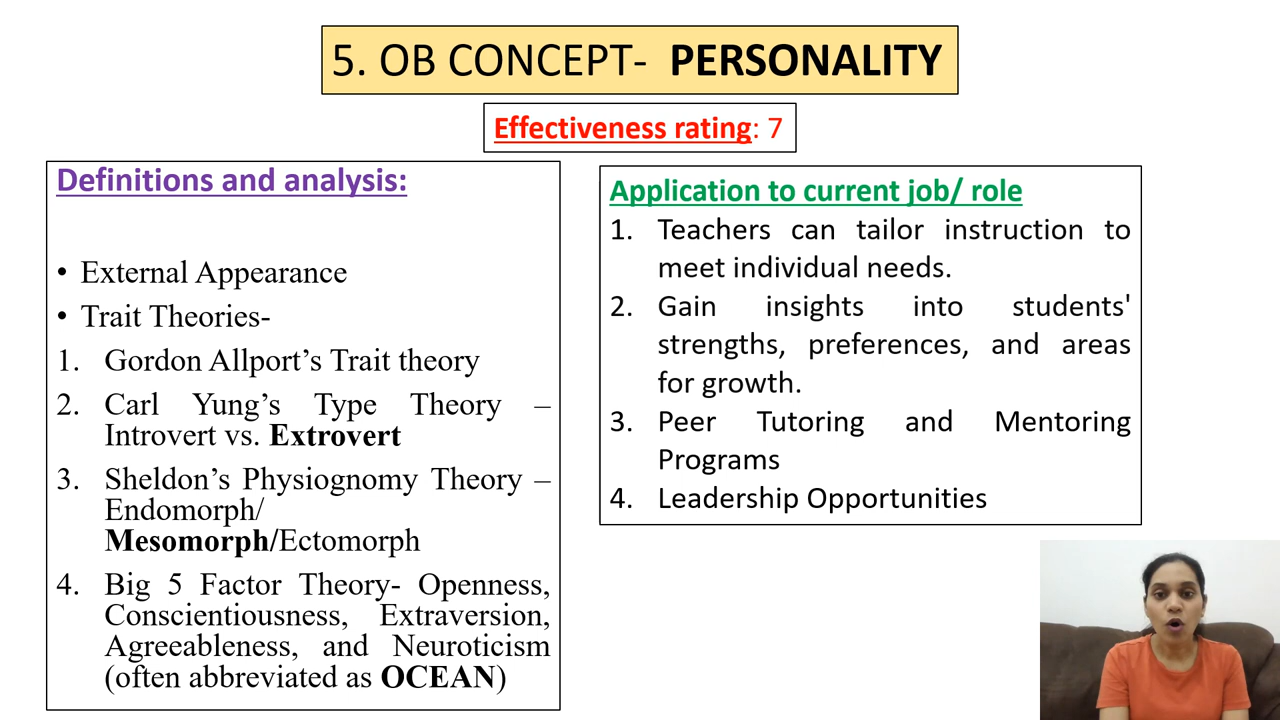 5. OB CONCEPT- PERSONALITY
Effectiveness rating: 7
Definitions and analysis:
• External Appearance
• Trait Theories-
1. Gordon Allport’s Trait theory
2. Carl Yung’s Type Theory –
Introvert vs. Extrovert
3. Sheldon’s Physiognomy Theory –
Endomorph/
Mesomorph/Ectomorph
4. Big 5 Factor Theory- Openness,
Conscientiousness, Extraversion,
Agreeableness, and Neuroticism
(often abbreviated as OCEAN)
Application to current job/ role
1. Teachers can tailor instruction to
meet individual needs.
2. Gain insights into students'
strengths, preferences, and areas
for growth.
3. Peer Tutoring and Mentoring
Programs
4. Leadership Opportunities